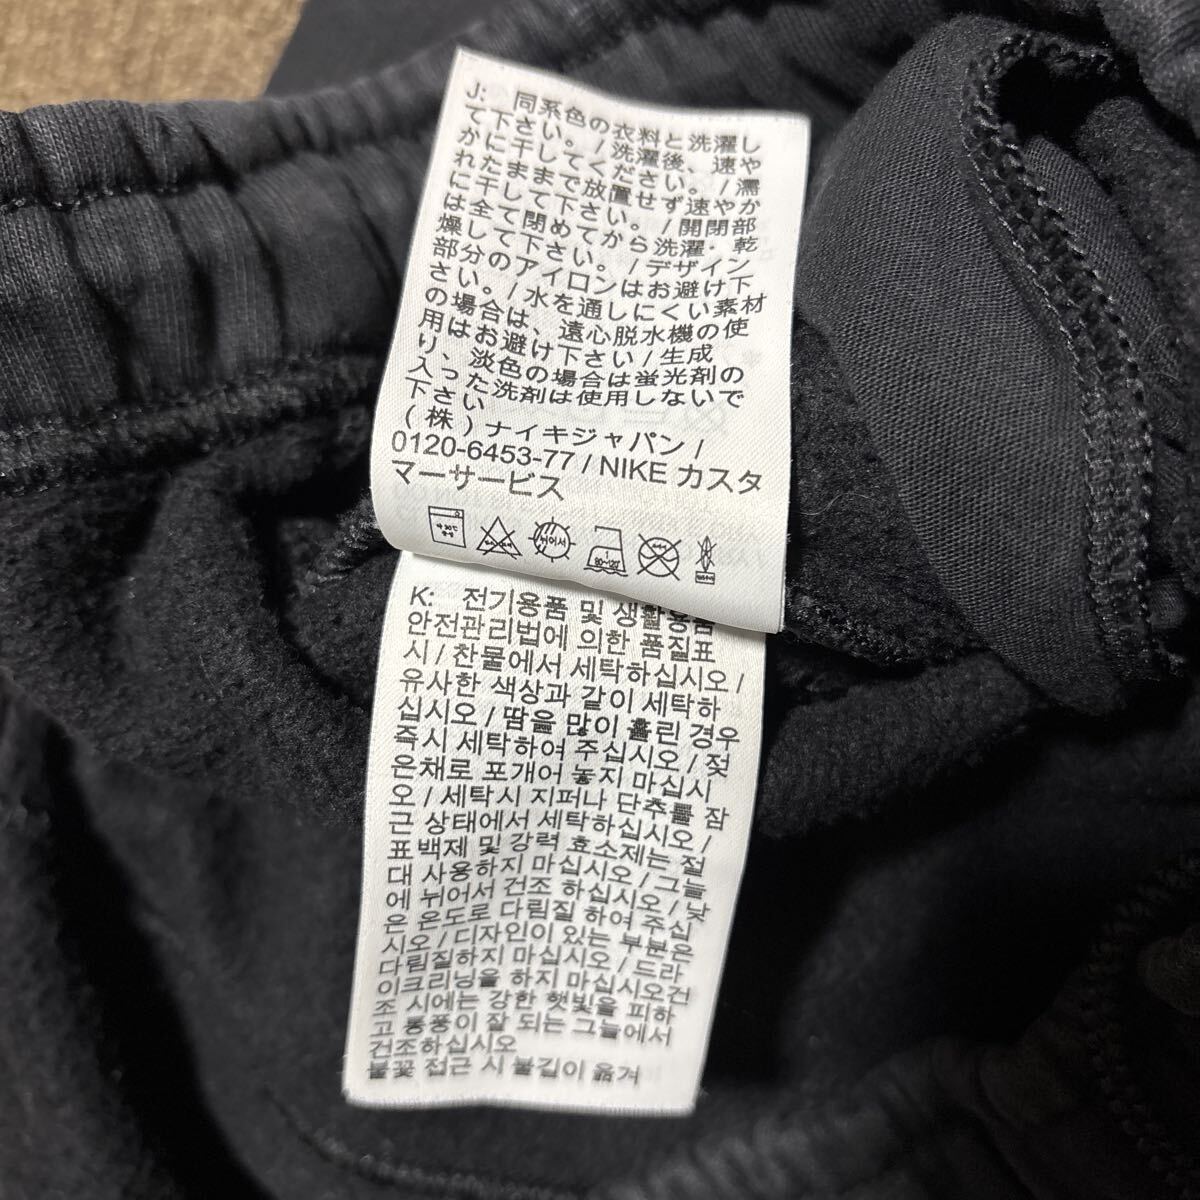 J: 同系色の衣料と洗濯し
て下さい。/洗濯後、速や
かに干してください。/濡
れたままで放置せず速やか
に干して下さい。/開閉部
は全て閉めてから洗濯・乾
燥して下さい。/デザイン
部分のアイロンはお避け下
さい。/水を通しにくい素材
の場合は、遠心脱水機の使
用はお避け下さい/生成
り、淡色の場合は蛍光剤の
入った洗剤は使用しないで
下さい
(株)ナイキジャパン/
0120-6453-77 / NIKE カスタ
マーサービス
K: 전기용품 및 생활용품
안전관리법에 의한 품질표
시 / 찬물에서 세탁하십시오 /
유사한 색상과 같이 세탁하
십시오 / 땀을 많이 흘린 경우
즉시 세탁하여 주십시오 / 젖
은채로 포개어 놓지 마십시
오 / 세탁시 지퍼나 단추를 잠
근 상태에서 세탁하십시오 /
표백제 및 강력 효소제는 절
대 사용하지 마십시오 / 그늘
에 뉘어서 건조 하십시오 / 낮
은 온도로 다림질 하여 주십
시오 / 디자인이 있는 부분은
다림질하지 마십시오 / 드라
이크리닝을 하지 마십시오건
조 시에는 강한 햇빛을 피하
고 통풍이 잘 되는 그늘에서
건조하십시오
불꽃 접근 시 불길이 옮겨